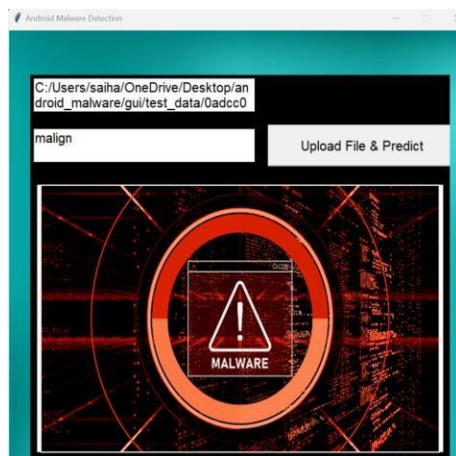 Android Malware Detection
C:/Users/saiha/OneDrive/Desktop/an
droid_malware/gui/test_data/0adcc0
malign
Upload File & Predict
MALWARE